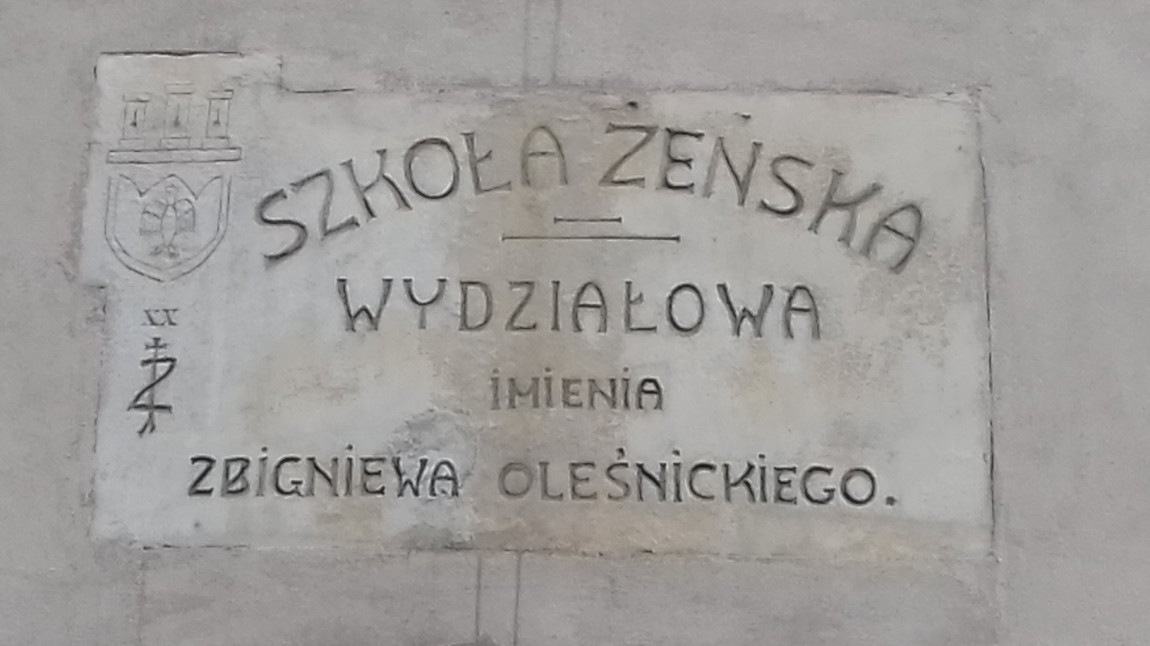 SZKOŁA ŻEŃSKA
WYDZIAŁOWA
XX
iMiENiA
ZBiGNiEWA OLEŚNiCKiEGO.